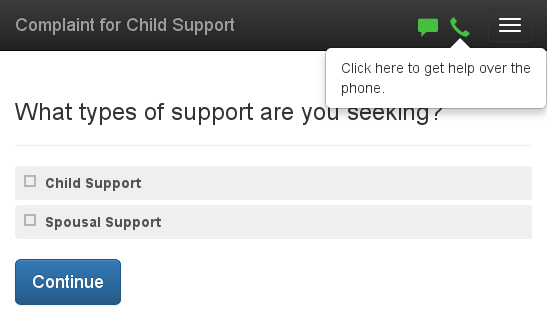 Complaint for Child Support
Click here to get help over the
phone.
What types of support are you seeking?
Child Support
Spousal Support
Continue